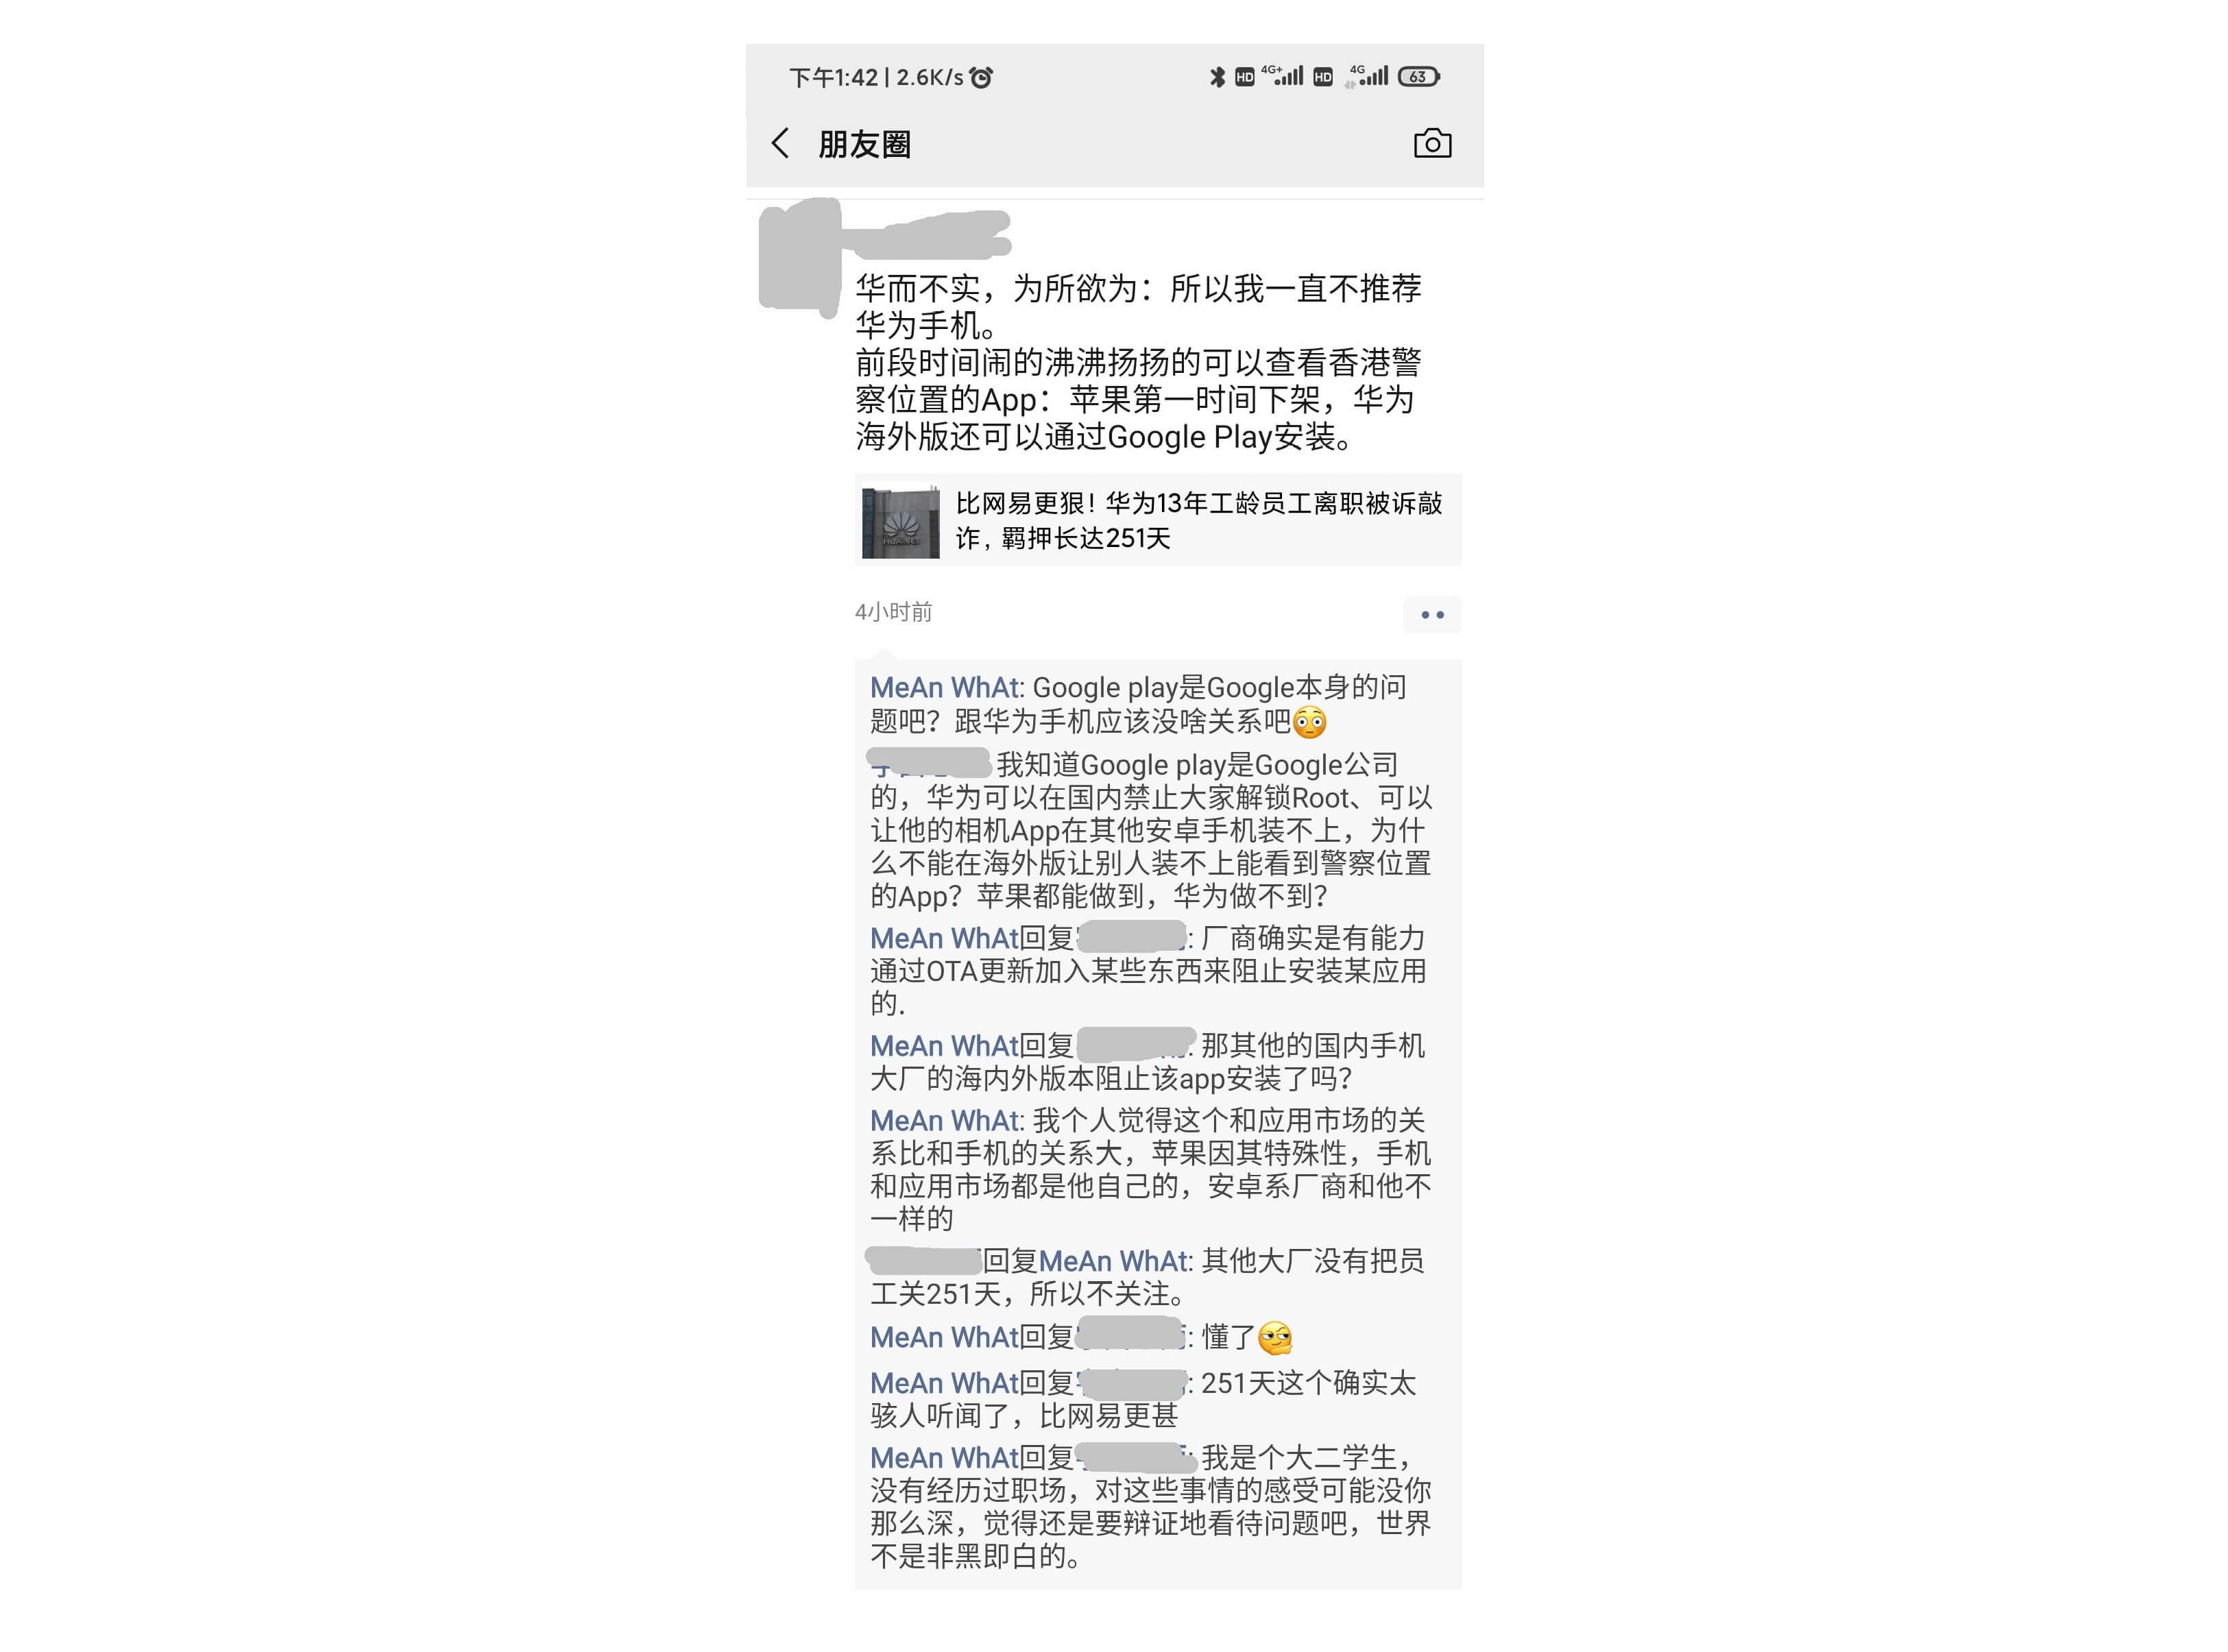 下午1:42 | 2.6K/s
HD 4G+ HD 4G 63
朋友圈
华而不实，为所欲为：所以我一直不推荐
华为手机。
前段时间闹的沸沸扬扬的可以查看香港警
察位置的App：苹果第一时间下架，华为
海外版还可以通过Google Play安装。
HUAWEI
比网易更狠！华为13年工龄员工离职被诉敲
诈，羁押长达251天
4小时前
MeAn WhAt: Google play是Google本身的问
题吧？跟华为手机应该没啥关系吧😳
我知道Google play是Google公司
的，华为可以在国内禁止大家解锁Root、可以
让他的相机App在其他安卓手机装不上，为什
么不能在海外版让别人装不上能看到警察位置
的App？苹果都能做到，华为做不到？
MeAn WhAt回复: 厂商确实是有能力
通过OTA更新加入某些东西来阻止安装某应用
的.
MeAn WhAt回复: 那其他的国内手机
大厂的海内外版本阻止该app安装了吗？
MeAn WhAt: 我个人觉得这个和应用市场的关
系比和手机的关系大，苹果因其特殊性，手机
和应用市场都是他自己的，安卓系厂商和他不
一样的
回复MeAn WhAt: 其他大厂没有把员
工关251天，所以不关注。
MeAn WhAt回复: 懂了
MeAn WhAt回复: 251天这个确实太
骇人听闻了，比网易更甚
MeAn WhAt回复: 我是个大二学生，
没有经历过职场，对这些事情的感受可能没你
那么深，觉得还是要辩证地看待问题吧，世界
不是非黑即白的。